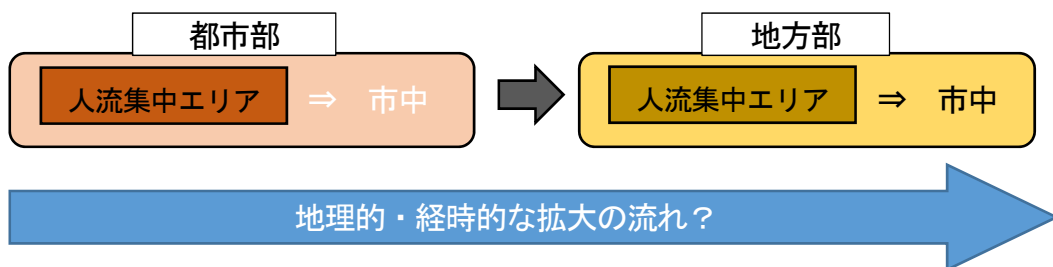 都市部
人流集中エリア ⇒ 市中
地方部
人流集中エリア ⇒ 市中
地理的・経時的な拡大の流れ？